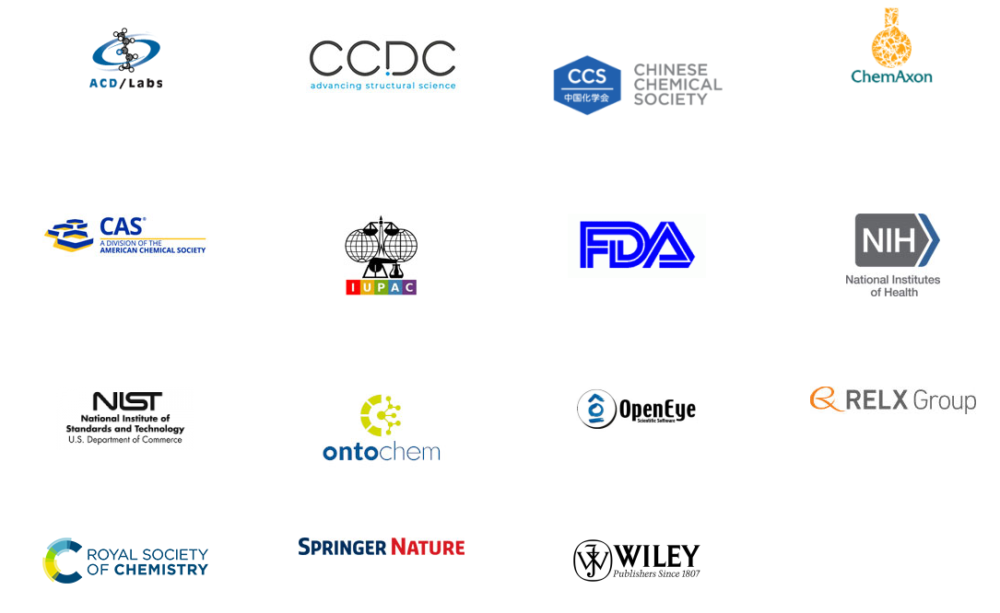 ACD/Labs
CCDC
advancing structural science
CCS
中国化学会
CHINESE
CHEMICAL
SOCIETY
ChemAxon
CAS®
A DIVISION OF THE
AMERICAN CHEMICAL SOCIETY
IUPAC
FDA
NIH
National Institutes
of Health
NIST
National Institute of
Standards and Technology
U.S. Department of Commerce
ontochem
OpenEye
Scientific Software
RELX Group
ROYAL SOCIETY
OF CHEMISTRY
SPRINGER NATURE
WILEY
Publishers Since 1807